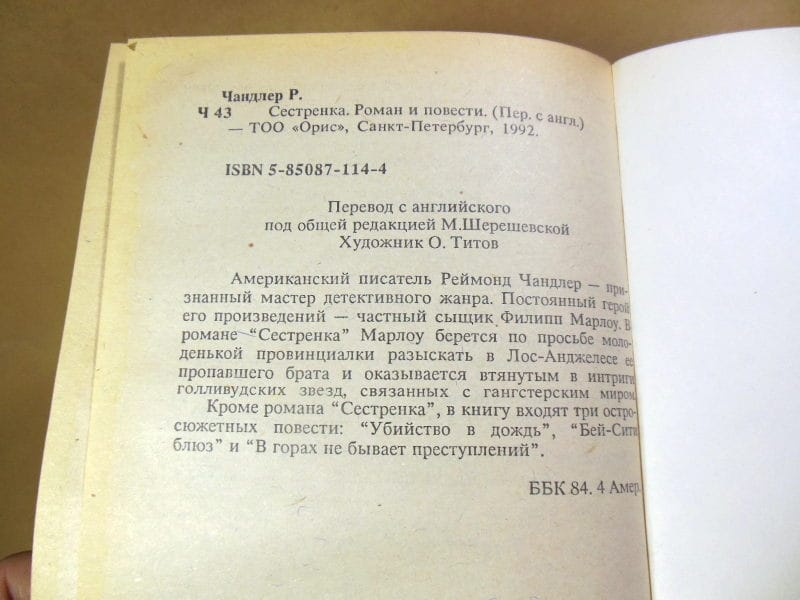 Чандлер Р.
Ч 43 Сестренка. Роман и повести. (Пер. с англ.)
— ТОО «Орис», Санкт-Петербург, 1992.
ISBN 5-85087-114-4
Перевод с английского
под общей редакцией М.Шерешевской
Художник О. Титов
Американский писатель Реймонд Чандлер — при-
знанный мастер детективного жанра. Постоянный герой
его произведений — частный сыщик Филипп Марлоу. В
романе "Сестренка" Марлоу берется по просьбе моло-
денькой провинциалки разыскать в Лос-Анджелесе ее
пропавшего брата и оказывается втянутым в интриги
голливудских звезд, связанных с гангстерским миром.
Кроме романа "Сестренка", в книгу входят три остро-
сюжетных повести: "Убийство в дождь", "Бей-Сити
блюз" и "В горах не бывает преступлений".
ББК 84. 4 Амер.